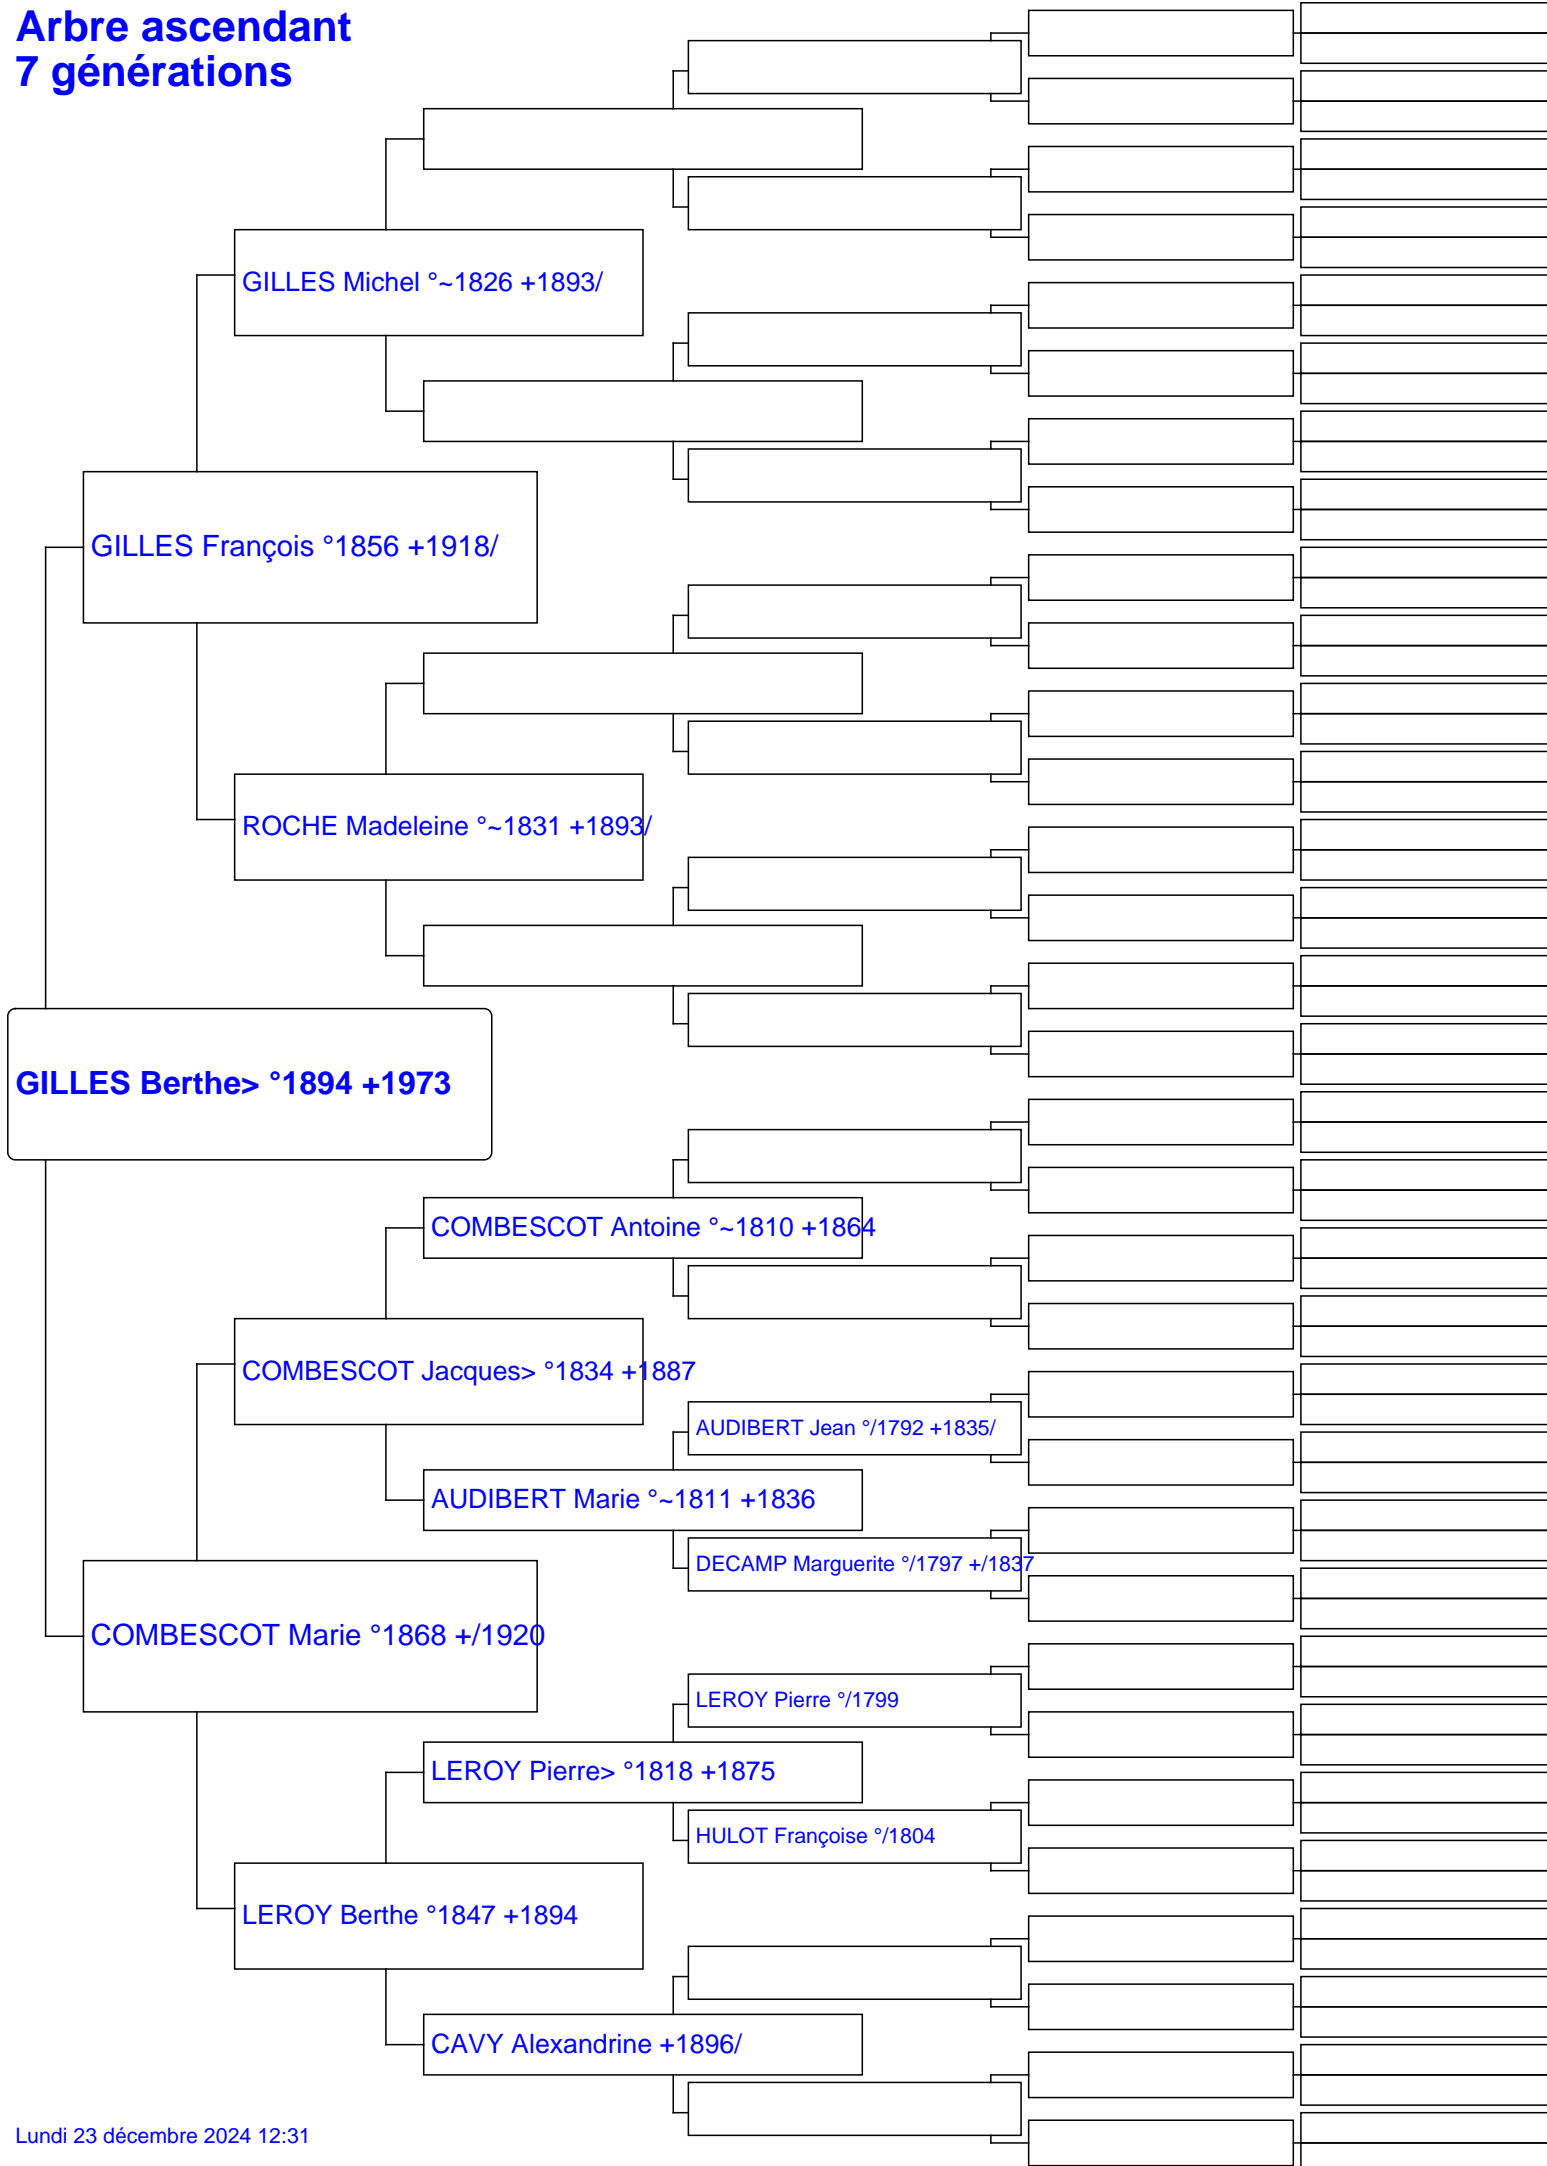 Arbre ascendant
7 générations
GILLES Michel °~1826 +1893/
GILLES François °1856 +1918/
ROCHE Madeleine °~1831 +1893/
GILLES Berthe> °1894 +1973
COMBESCOT Antoine °~1810 +1864
COMBESCOT Jacques> °1834 +1887
AUDIBERT Jean °/1792 +1835/
AUDIBERT Marie °~1811 +1836
DECAMP Marguerite °/1797 +/1837
COMBESCOT Marie °1868 +/1920
LEROY Pierre °/1799
LEROY Pierre> °1818 +1875
HULOT Françoise °/1804
LEROY Berthe °1847 +1894
CAVY Alexandrine +1896/
Lundi 23 décembre 2024 12:31